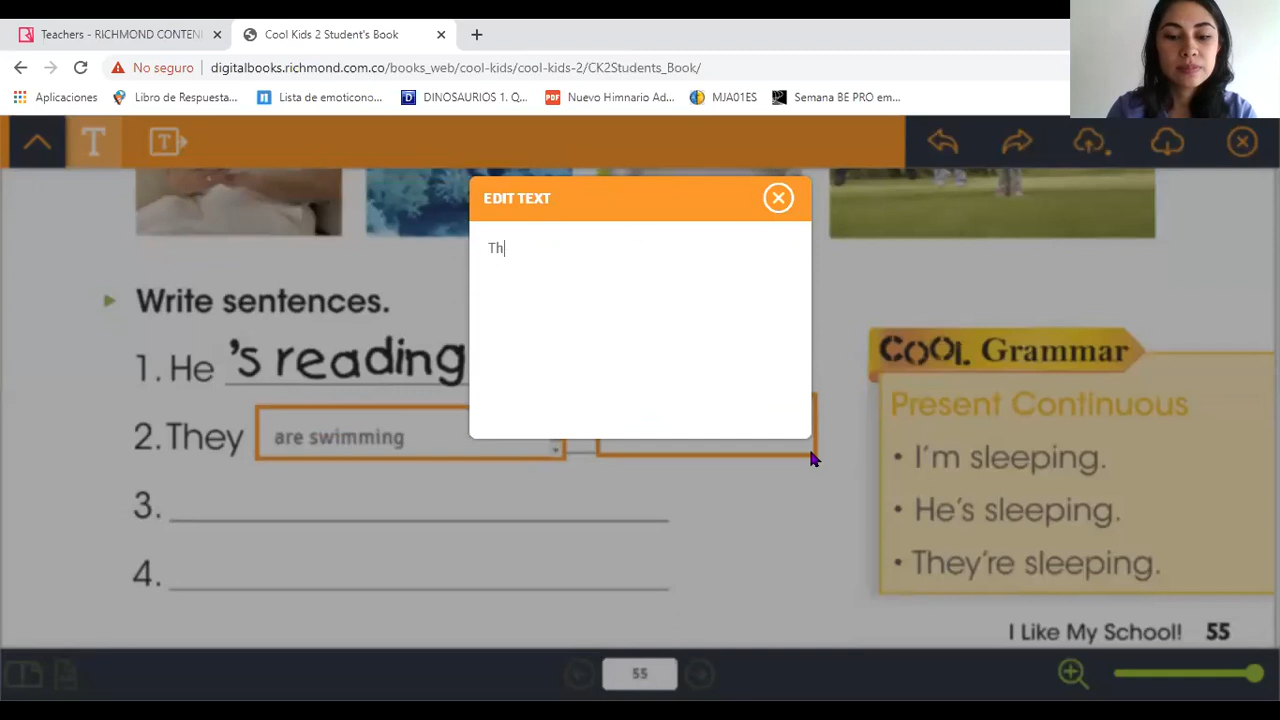 Teachers - RICHMOND CONTEN
Cool Kids 2 Student's Book
No seguro
digitalbooks.richmond.com.co/books_web/cool-kids/cool-kids-2/CK2Students_Book/
Aplicaciones
Libro de Respuesta...
Lista de emoticono...
DINOSAURIOS 1. Q...
Nuevo Himnario Ad...
MJA01ES
Semana BE PRO em...
T
T
EDIT TEXT
Th
Write sentences.
1. He 's reading
2. They are swimming
3.
4.
COOL Grammar
Present Continuous
• I'm sleeping.
• He's sleeping.
• They're sleeping.
I Like My School! 55
55